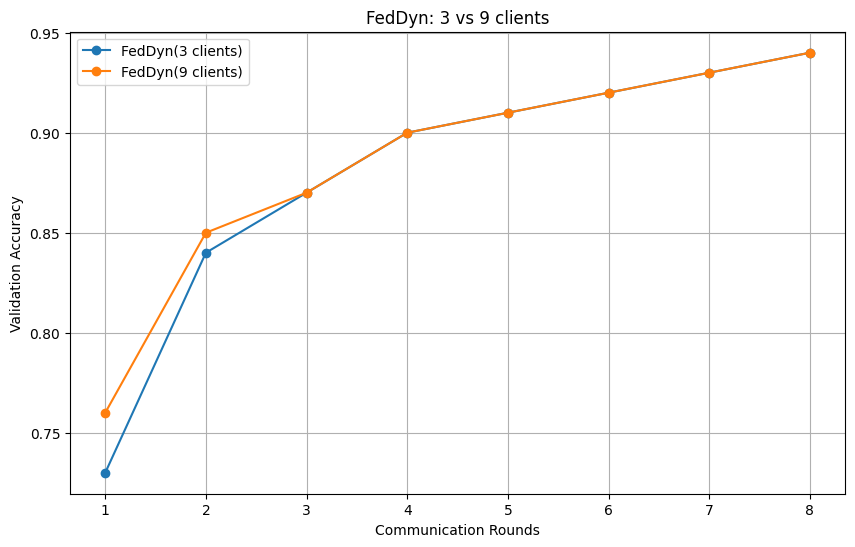 FedDyn: 3 vs 9 clients
FedDyn(3 clients)
FedDyn(9 clients)
Validation Accuracy
0.95
0.90
0.85
0.80
0.75
1 2 3 4 5 6 7 8
Communication Rounds